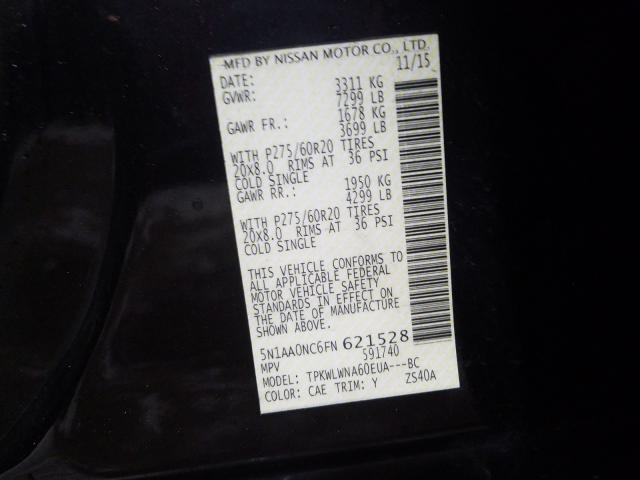 MFD BY NISSAN MOTOR CO., LTD.
DATE: 11/15
GVWR: 3311 KG
7299 LB
GAWR FR.: 1678 KG
3699 LB
WITH P275/60R20 TIRES
20X8.0 RIMS AT 36 PSI
COLD SINGLE
GAWR RR.: 1950 KG
4299 LB
WITH P275/60R20 TIRES
20X8.0 RIMS AT 36 PSI
COLD SINGLE
THIS VEHICLE CONFORMS TO
ALL APPLICABLE FEDERAL
MOTOR VEHICLE SAFETY
STANDARDS IN EFFECT ON
THE DATE OF MANUFACTURE
SHOWN ABOVE.
5N1AA0NC6FN 621528
MPV 591740
MODEL: TPKWLWNA60EUA---BC
COLOR: CAE TRIM: Y ZS40A